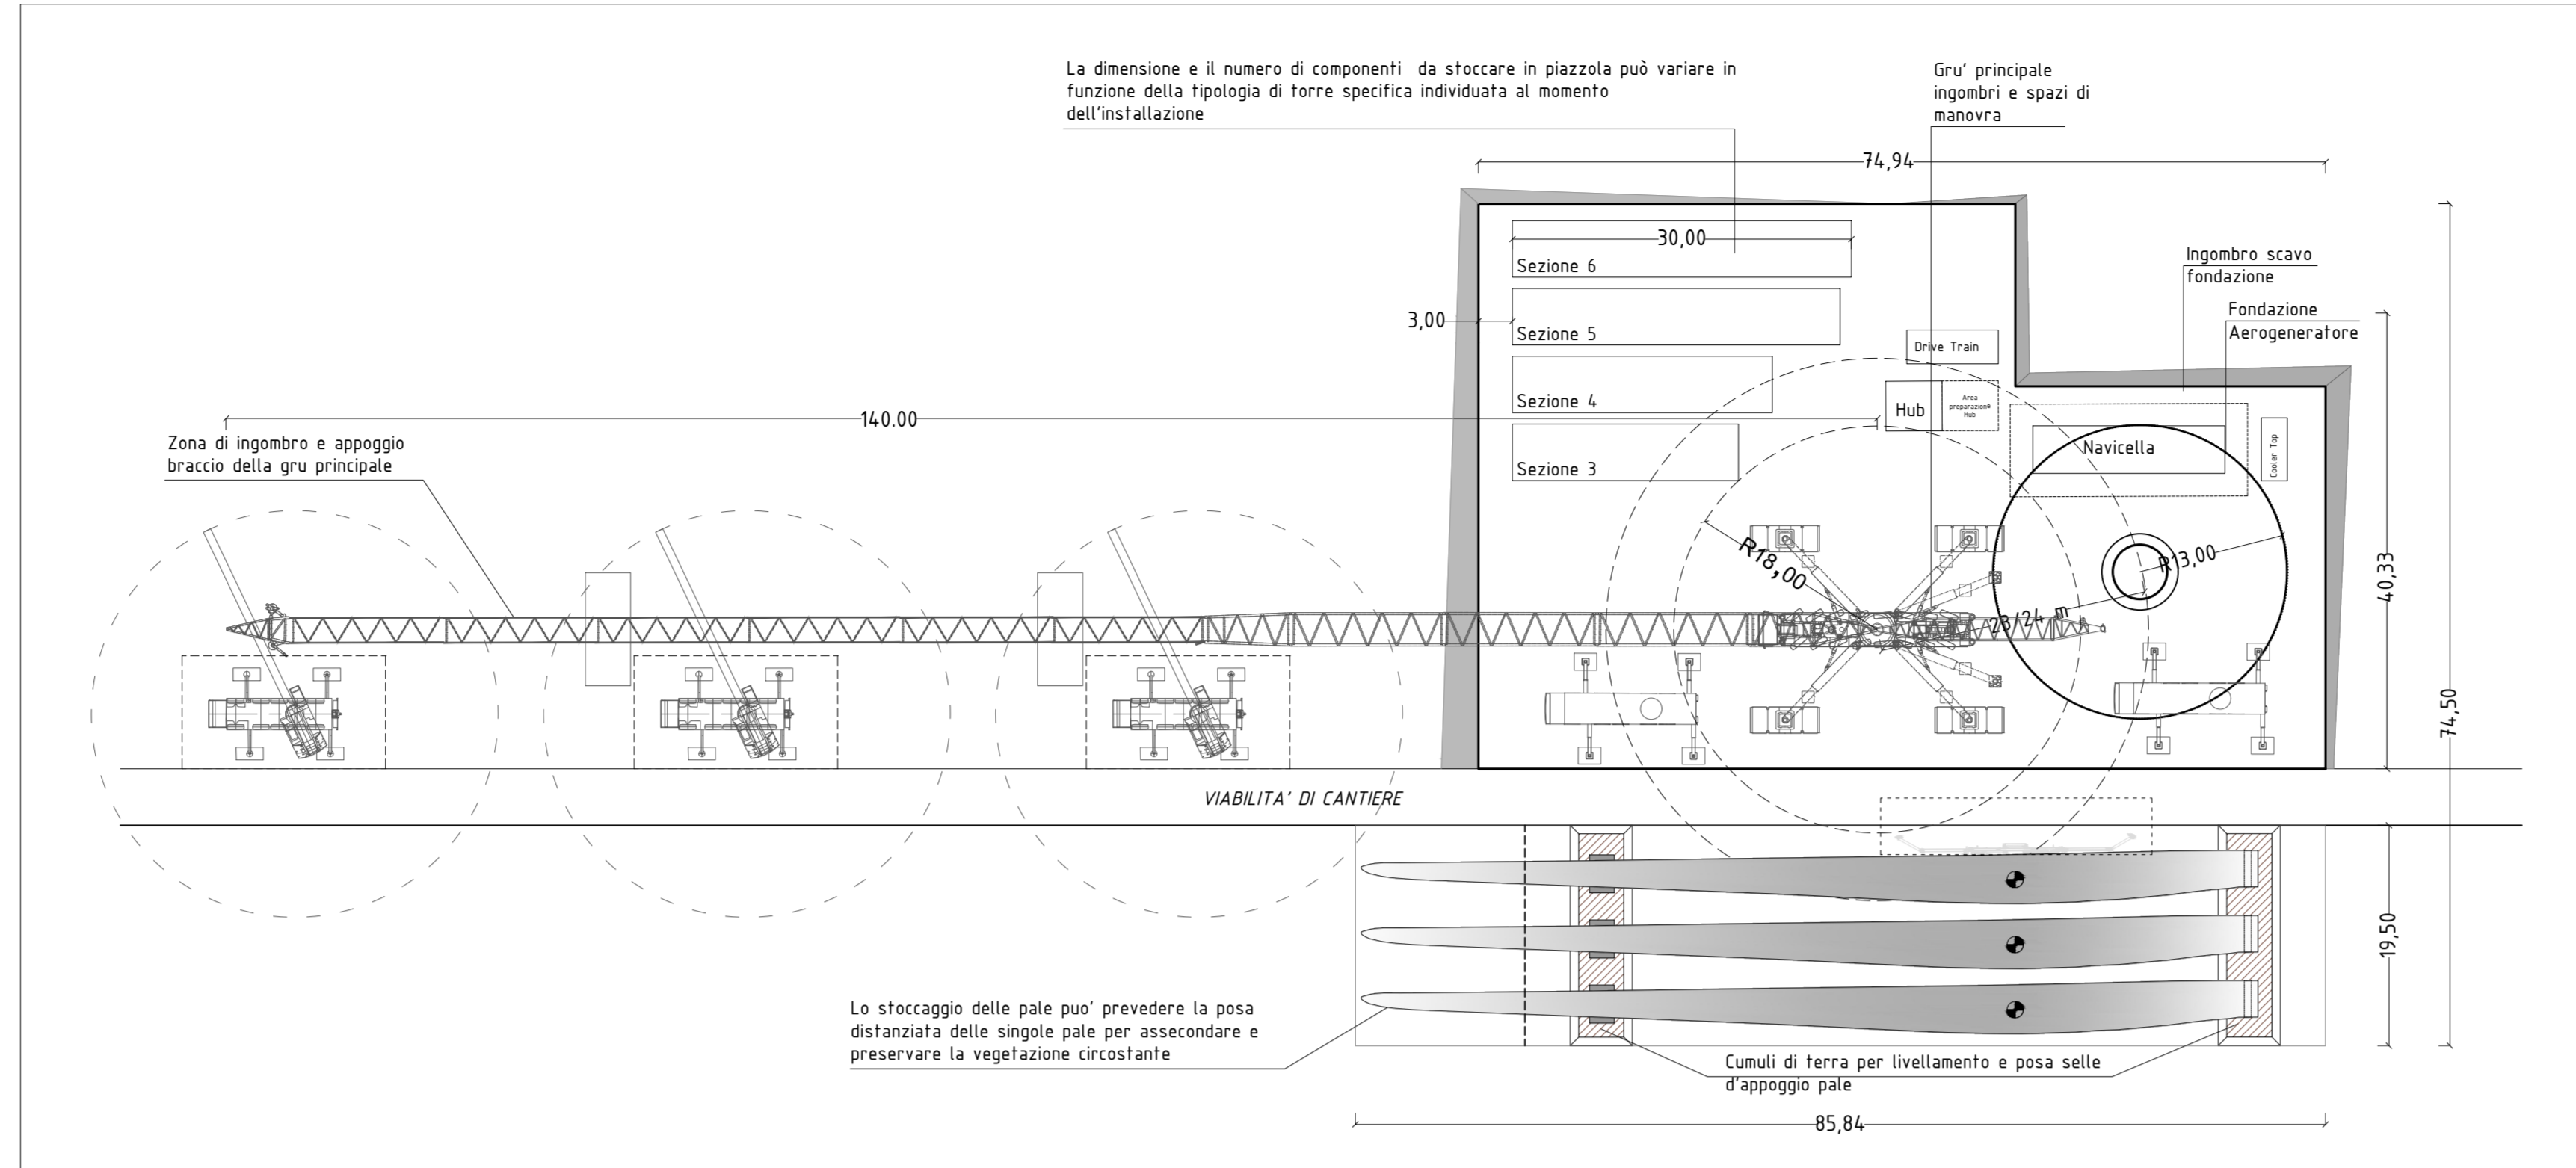 La dimensione e il numero di componenti da stoccare in piazzola può variare in
funzione della tipologia di torre specifica individuata al momento
dell'installazione
Gru' principale
ingombri e spazi di
manovra
74,94
30,00
Sezione 6
3,00
Sezione 5
Sezione 4
Sezione 3
Drive Train
Hub
Area
preparazione
Hub
Ingombro scavo
fondazione
Fondazione
Aerogeneratore
Navicella
Cooler Top
140.00
Zona di ingombro e appoggio
braccio della gru principale
R18,00
R13,00
23/24 m
40,33
74,50
VIABILITA' DI CANTIERE
19,50
Lo stoccaggio delle pale puo' prevedere la posa
distanziata delle singole pale per assecondare e
preservare la vegetazione circostante
Cumuli di terra per livellamento e posa selle
d'appoggio pale
85,84